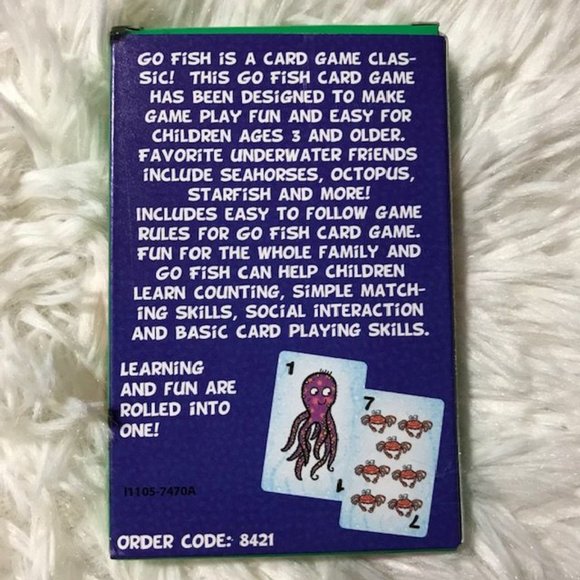 GO FISH IS A CARD GAME CLAS-
SIC! THIS GO FISH CARD GAME
HAS BEEN DESIGNED TO MAKE
GAME PLAY FUN AND EASY FOR
CHILDREN AGES 3 AND OLDER.
FAVORITE UNDERWATER FRIENDS
INCLUDE SEAHORSES, OCTOPUS,
STARFISH AND MORE!
INCLUDES EASY TO FOLLOW GAME
RULES FOR GO FISH CARD GAME.
FUN FOR THE WHOLE FAMILY AND
GO FISH CAN HELP CHILDREN
LEARN COUNTING, SIMPLE MATCH-
ING SKILLS, SOCIAL INTERACTION
AND BASIC CARD PLAYING SKILLS.
LEARNING
AND FUN ARE
ROLLED INTO
ONE!
1
1
7
7
I1105-7470A
ORDER CODE: 8421